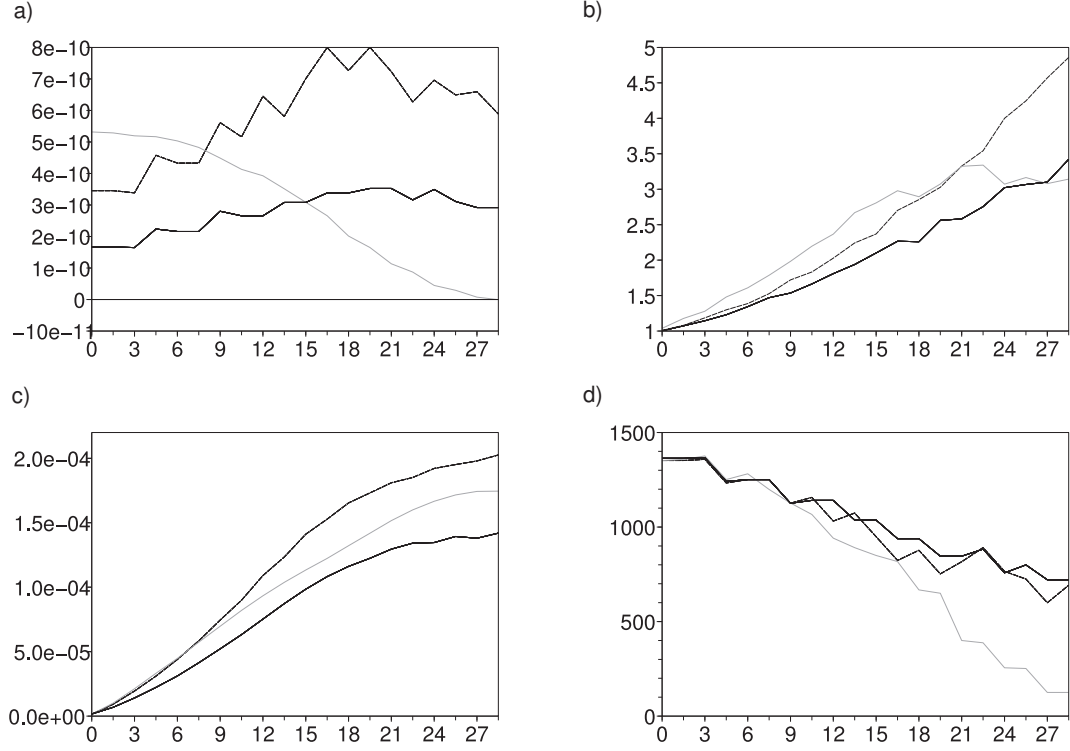 a)
8e−10
7e−10
6e−10
5e−10
4e−10
3e−10
2e−10
1e−10
0
−10e−11
0 3 6 9 12 15 18 21 24 27
b)
5
4.5
4
3.5
3
2.5
2
1.5
1
0 3 6 9 12 15 18 21 24 27
c)
2.0e−04
1.5e−04
1.0e−04
5.0e−05
0.0e+00
0 3 6 9 12 15 18 21 24 27
d)
1500
1000
500
0
0 3 6 9 12 15 18 21 24 27